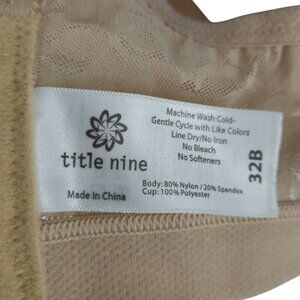 title nine
Made in China
Machine Wash Cold-
Gentle Cycle with Like Colors
Line Dry/No Iron
No Bleach
No Softeners
Body: 80% Nylon / 20% Spandex
Cup: 100% Polyester
32B